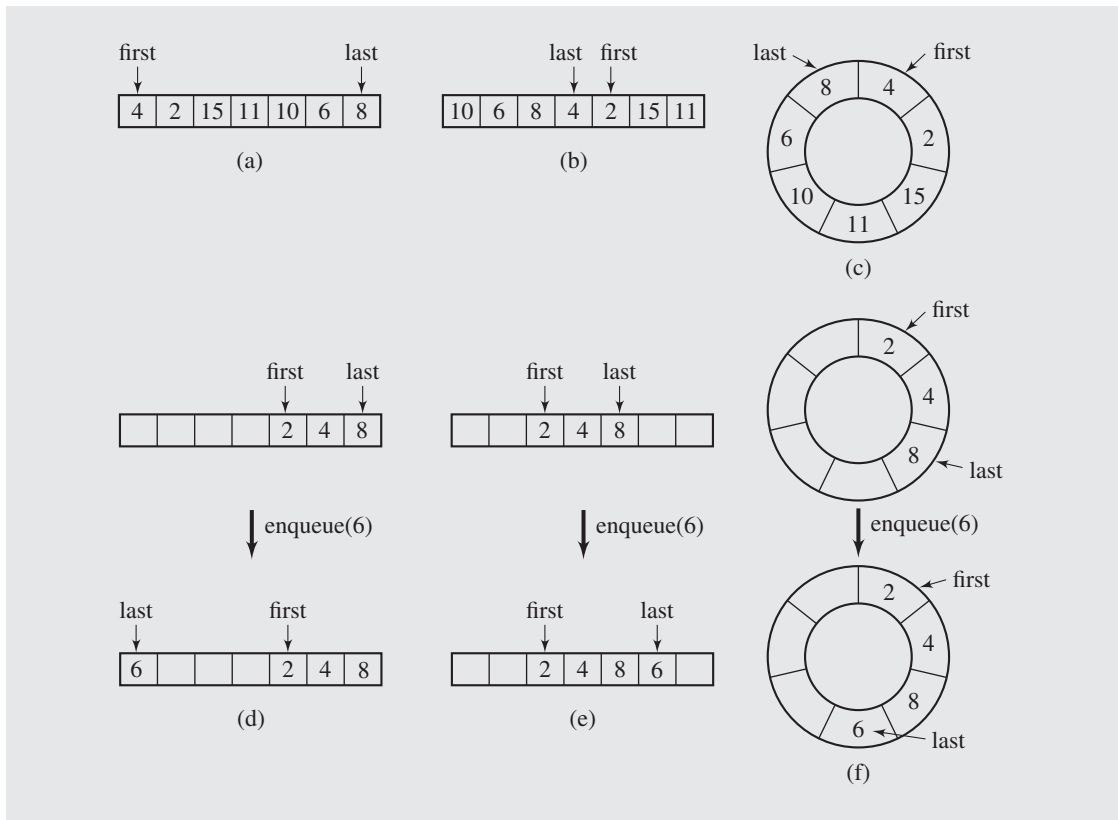 first last
4 2 15 11 10 6 8
(a)
last first
10 6 8 4 2 15 11
(b)
last first
8 4
6 2
10 15
11
(c)
first last
2 4 8
enqueue(6)
last first
6 2 4 8
(d)
first last
2 4 8
enqueue(6)
first last
2 4 8 6
(e)
first
2
4
8
last
enqueue(6)
first
2
4
8
6
last
(f)